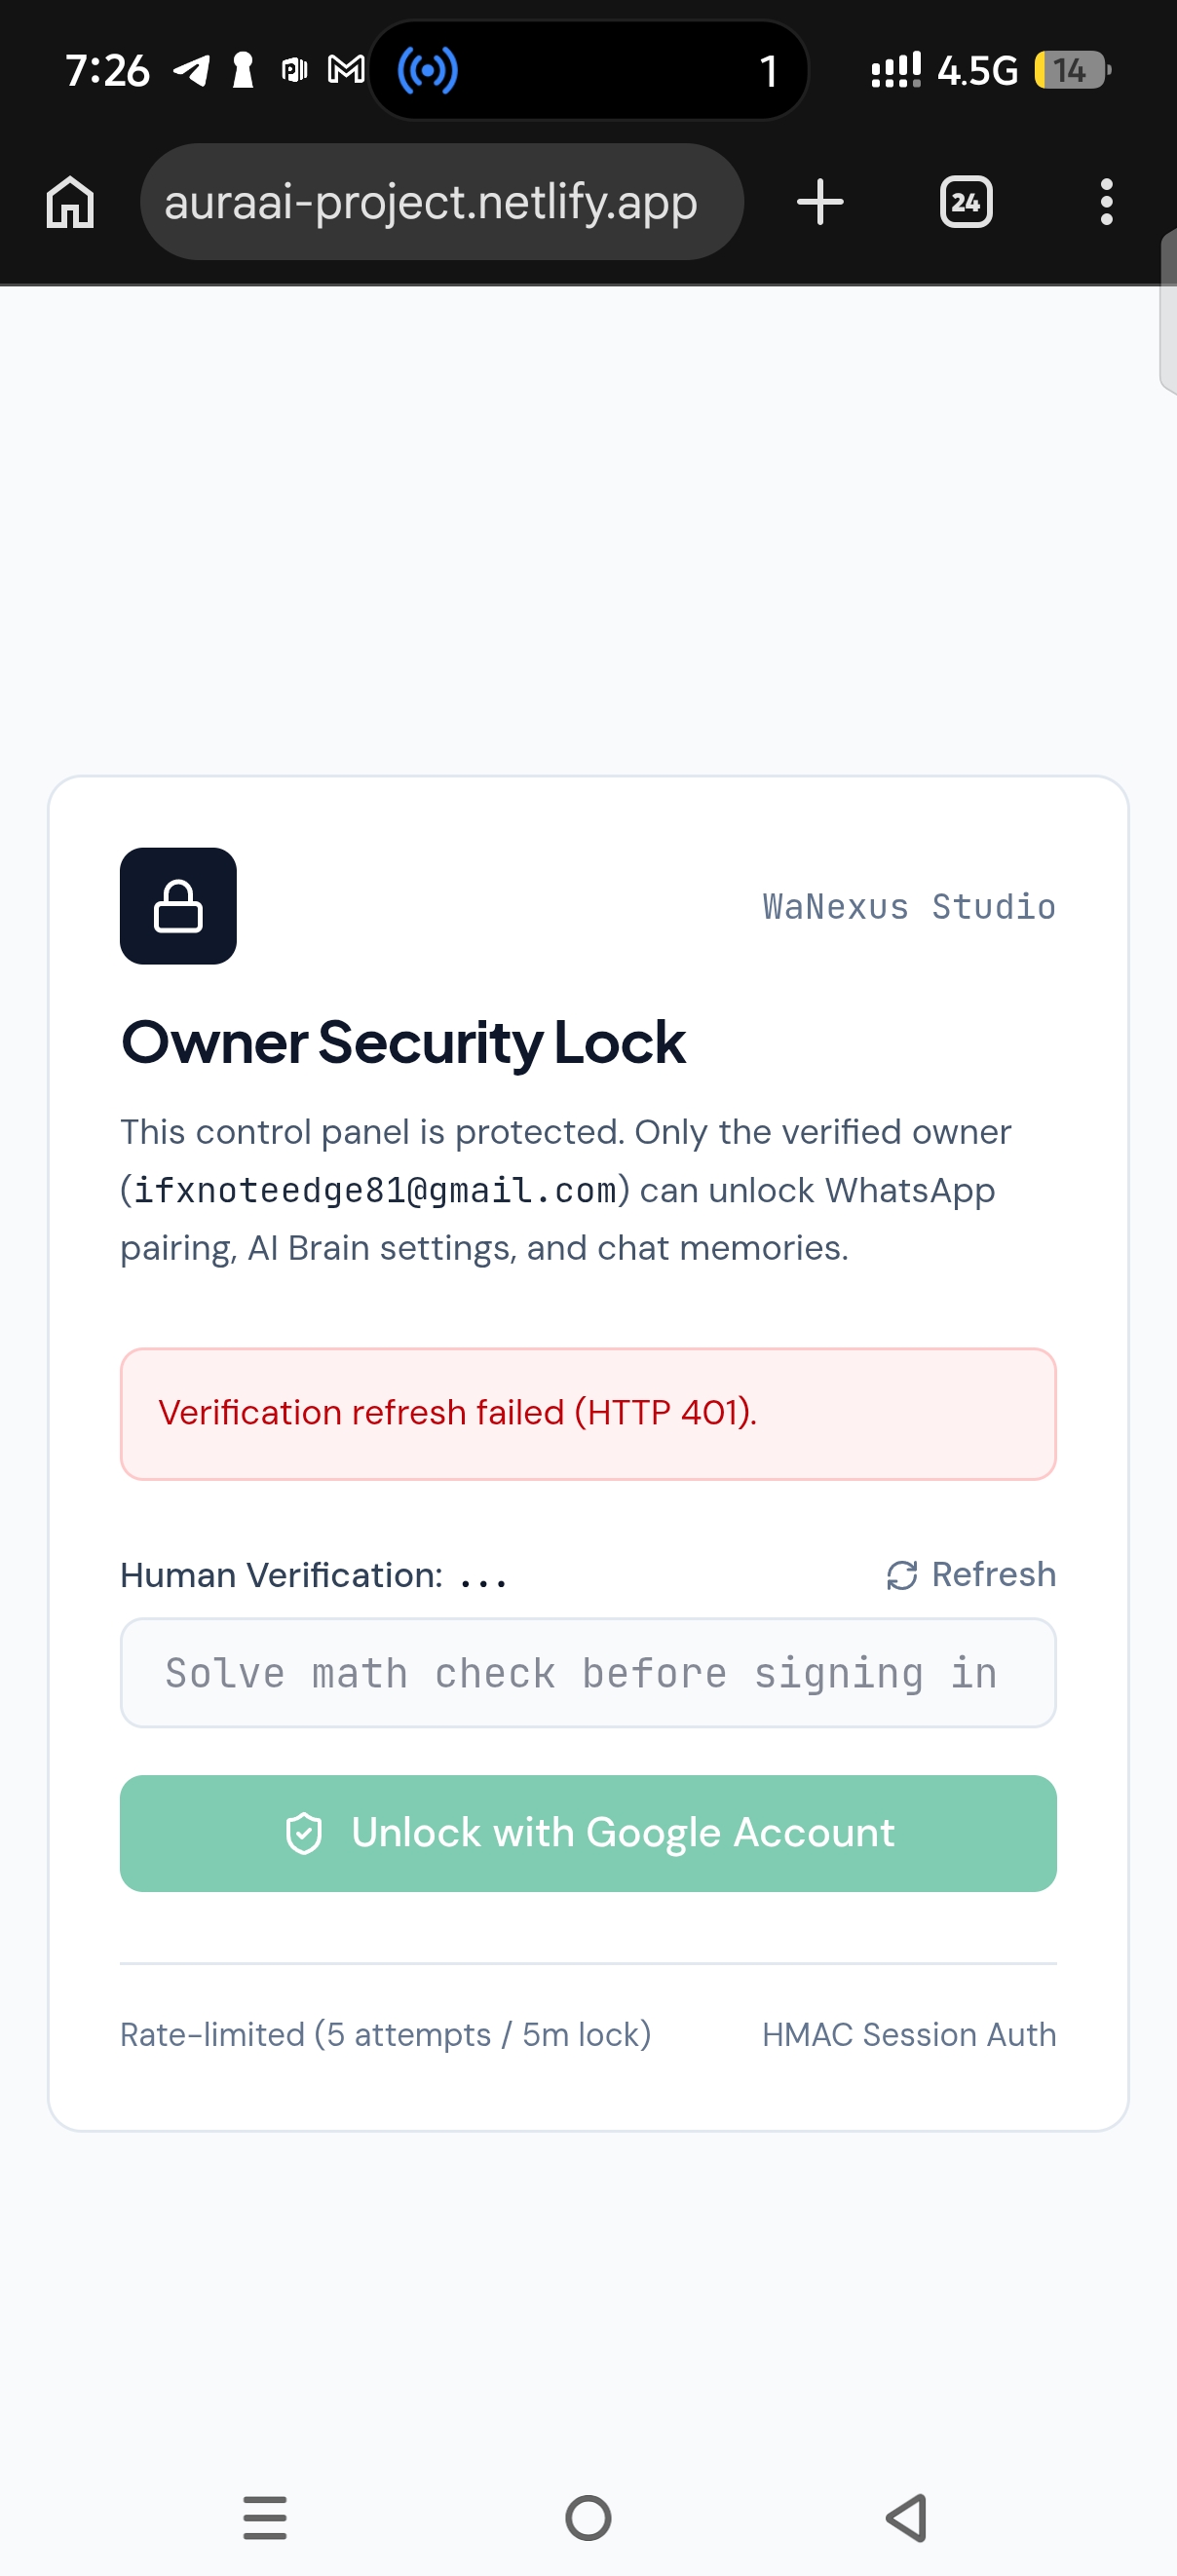 7:26
1
4.5G
14
auraai-project.netlify.app
24
WaNexus Studio
Owner Security Lock
This control panel is protected. Only the verified owner
(ifxnoteedge81@gmail.com) can unlock WhatsApp
pairing, AI Brain settings, and chat memories.
Verification refresh failed (HTTP 401).
Human Verification: ...
Refresh
Solve math check before signing in
Unlock with Google Account
Rate-limited (5 attempts / 5m lock)
HMAC Session Auth